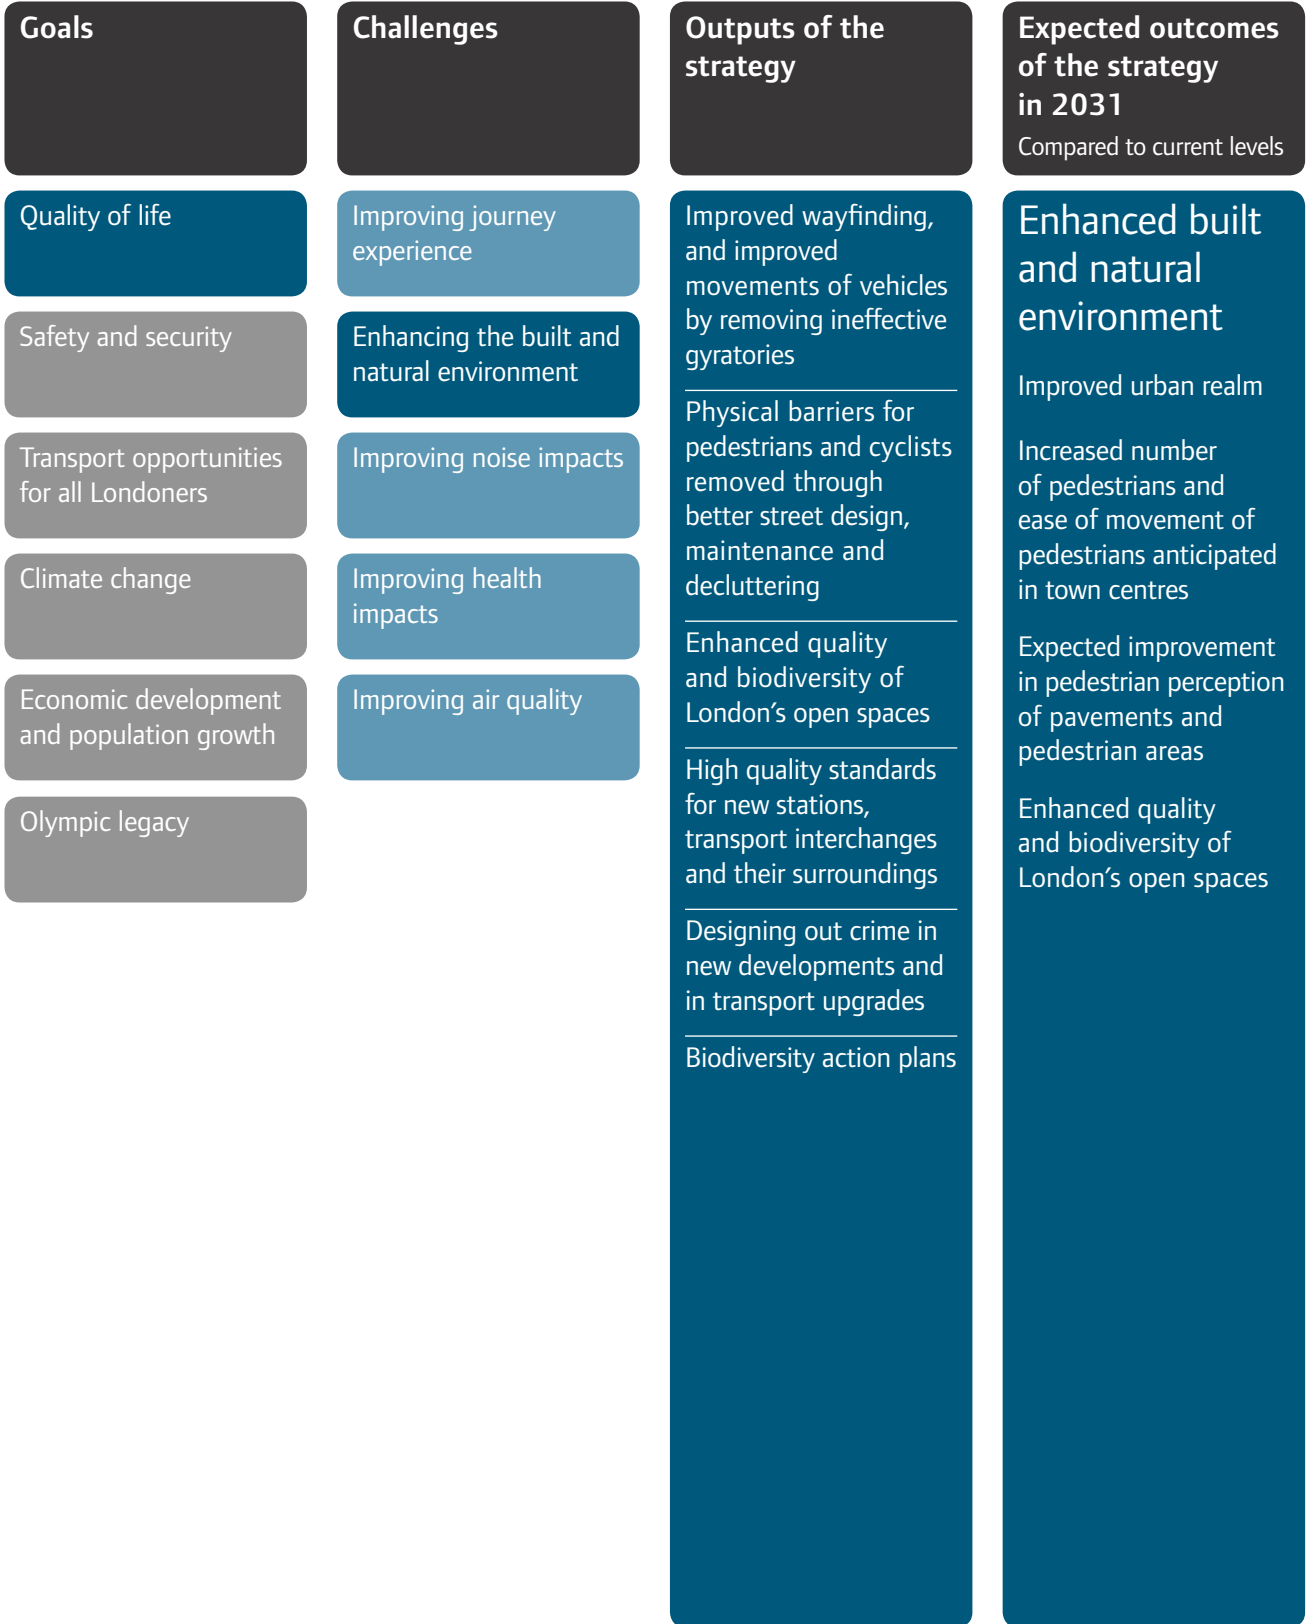 Goals
Challenges
Outputs of the
strategy
Expected outcomes
of the strategy
in 2031
Compared to current levels
Quality of life
Safety and security
Transport opportunities
for all Londoners
Climate change
Economic development
and population growth
Olympic legacy
Improving journey
experience
Enhancing the built and
natural environment
Improving noise impacts
Improving health
impacts
Improving air quality
Improved wayfinding,
and improved
movements of vehicles
by removing ineffective
gyratories
Physical barriers for
pedestrians and cyclists
removed through
better street design,
maintenance and
decluttering
Enhanced quality
and biodiversity of
London’s open spaces
High quality standards
for new stations,
transport interchanges
and their surroundings
Designing out crime in
new developments and
in transport upgrades
Biodiversity action plans
Enhanced built
and natural
environment
Improved urban realm
Increased number
of pedestrians and
ease of movement of
pedestrians anticipated
in town centres
Expected improvement
in pedestrian perception
of pavements and
pedestrian areas
Enhanced quality
and biodiversity of
London’s open spaces